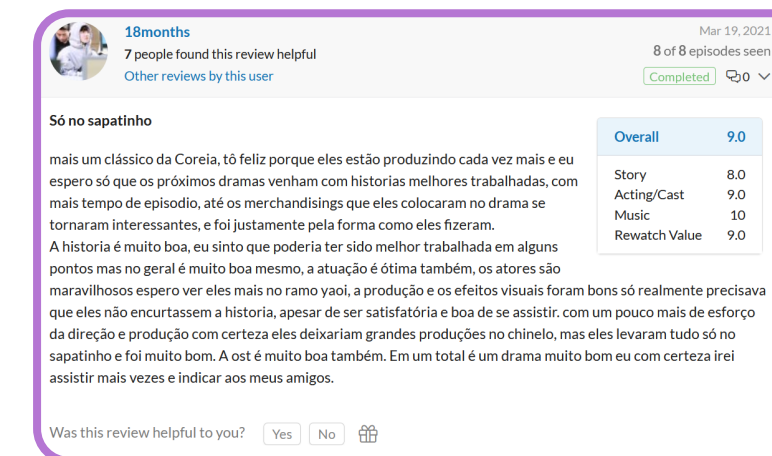 18months
Mar 19, 2021
7 people found this review helpful
8 of 8 episodes seen
Other reviews by this user
Completed 0
Só no sapatinho
Overall 9.0
Story 8.0
Acting/Cast 9.0
Music 10
Rewatch Value 9.0
mais um clássico da Coreia, tô feliz porque eles estão produzindo cada vez mais e eu
espero só que os próximos dramas venham com historias melhores trabalhadas, com
mais tempo de episodio, até os merchandisings que eles colocaram no drama se
tornaram interessantes, e foi justamente pela forma como eles fizeram.
A historia é muito boa, eu sinto que poderia ter sido melhor trabalhada em alguns
pontos mas no geral é muito boa mesmo, a atuação é ótima também, os atores são
maravilhosos espero ver eles mais no ramo yaoi, a produção e os efeitos visuais foram bons só realmente precisava
que eles não encurtassem a historia, apesar de ser satisfatória e boa de se assistir. com um pouco mais de esforço
da direção e produção com certeza eles deixariam grandes produções no chinelo, mas eles levaram tudo só no
sapatinho e foi muito bom. A ost é muito boa também. Em um total é um drama muito bom eu com certeza irei
assistir mais vezes e indicar aos meus amigos.
Was this review helpful to you? Yes No